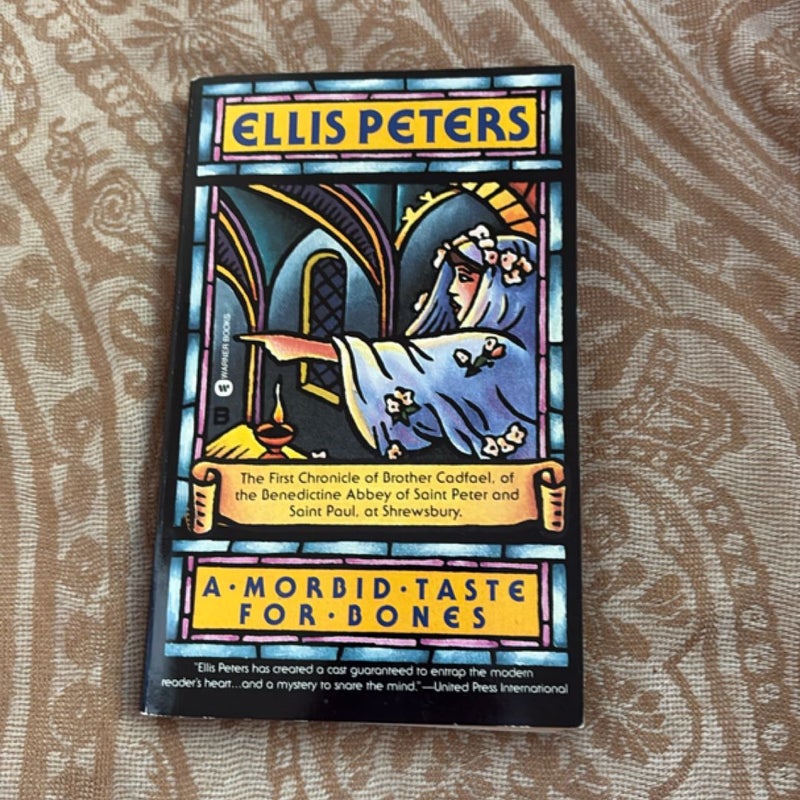 ELLIS PETERS
WARNER BOOKS
W
B
The First Chronicle of Brother Cadfael, of
the Benedictine Abbey of Saint Peter and
Saint Paul, at Shrewsbury.
A·MORBID·TASTE
FOR·BONES
"Ellis Peters has created a cast guaranteed to entrap the modern
reader's heart...and a mystery to snare the mind."—United Press International